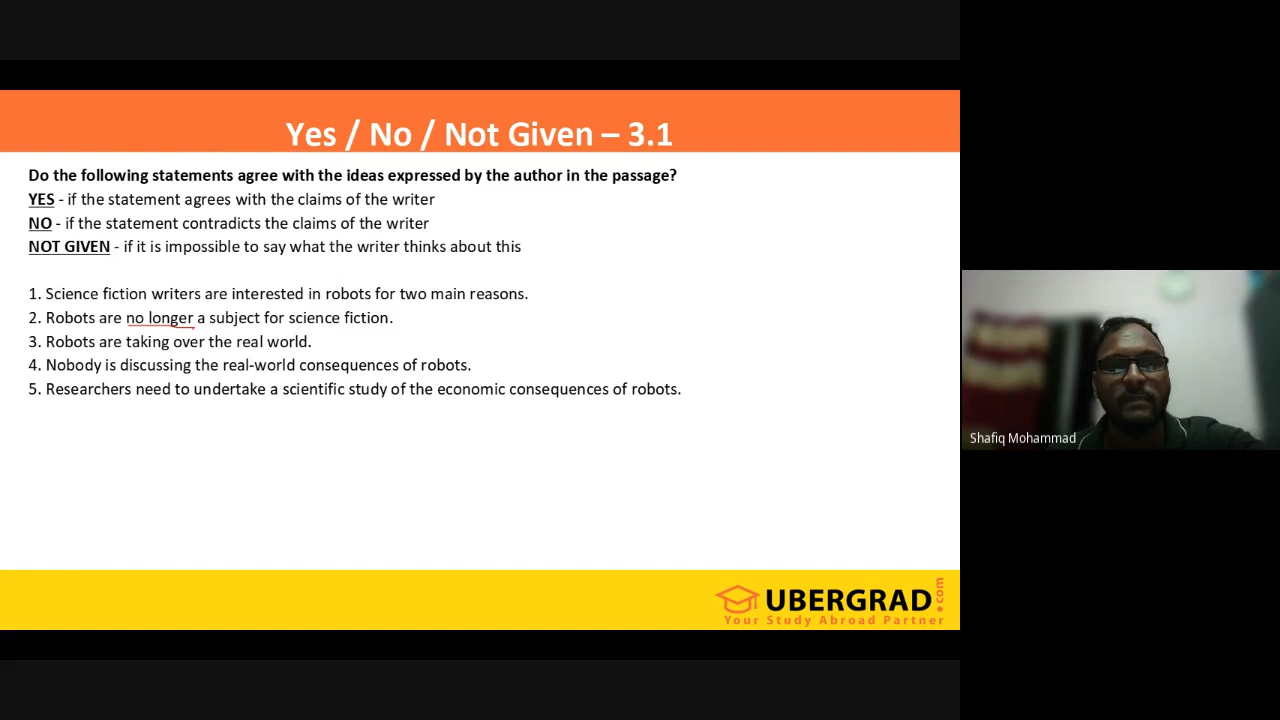 Yes / No / Not Given – 3.1
Do the following statements agree with the ideas expressed by the author in the passage?
YES - if the statement agrees with the claims of the writer
NO - if the statement contradicts the claims of the writer
NOT GIVEN - if it is impossible to say what the writer thinks about this
1. Science fiction writers are interested in robots for two main reasons.
2. Robots are no longer a subject for science fiction.
3. Robots are taking over the real world.
4. Nobody is discussing the real-world consequences of robots.
5. Researchers need to undertake a scientific study of the economic consequences of robots.
Shafiq Mohammad
UBERGRAD.com
Your Study Abroad Partner